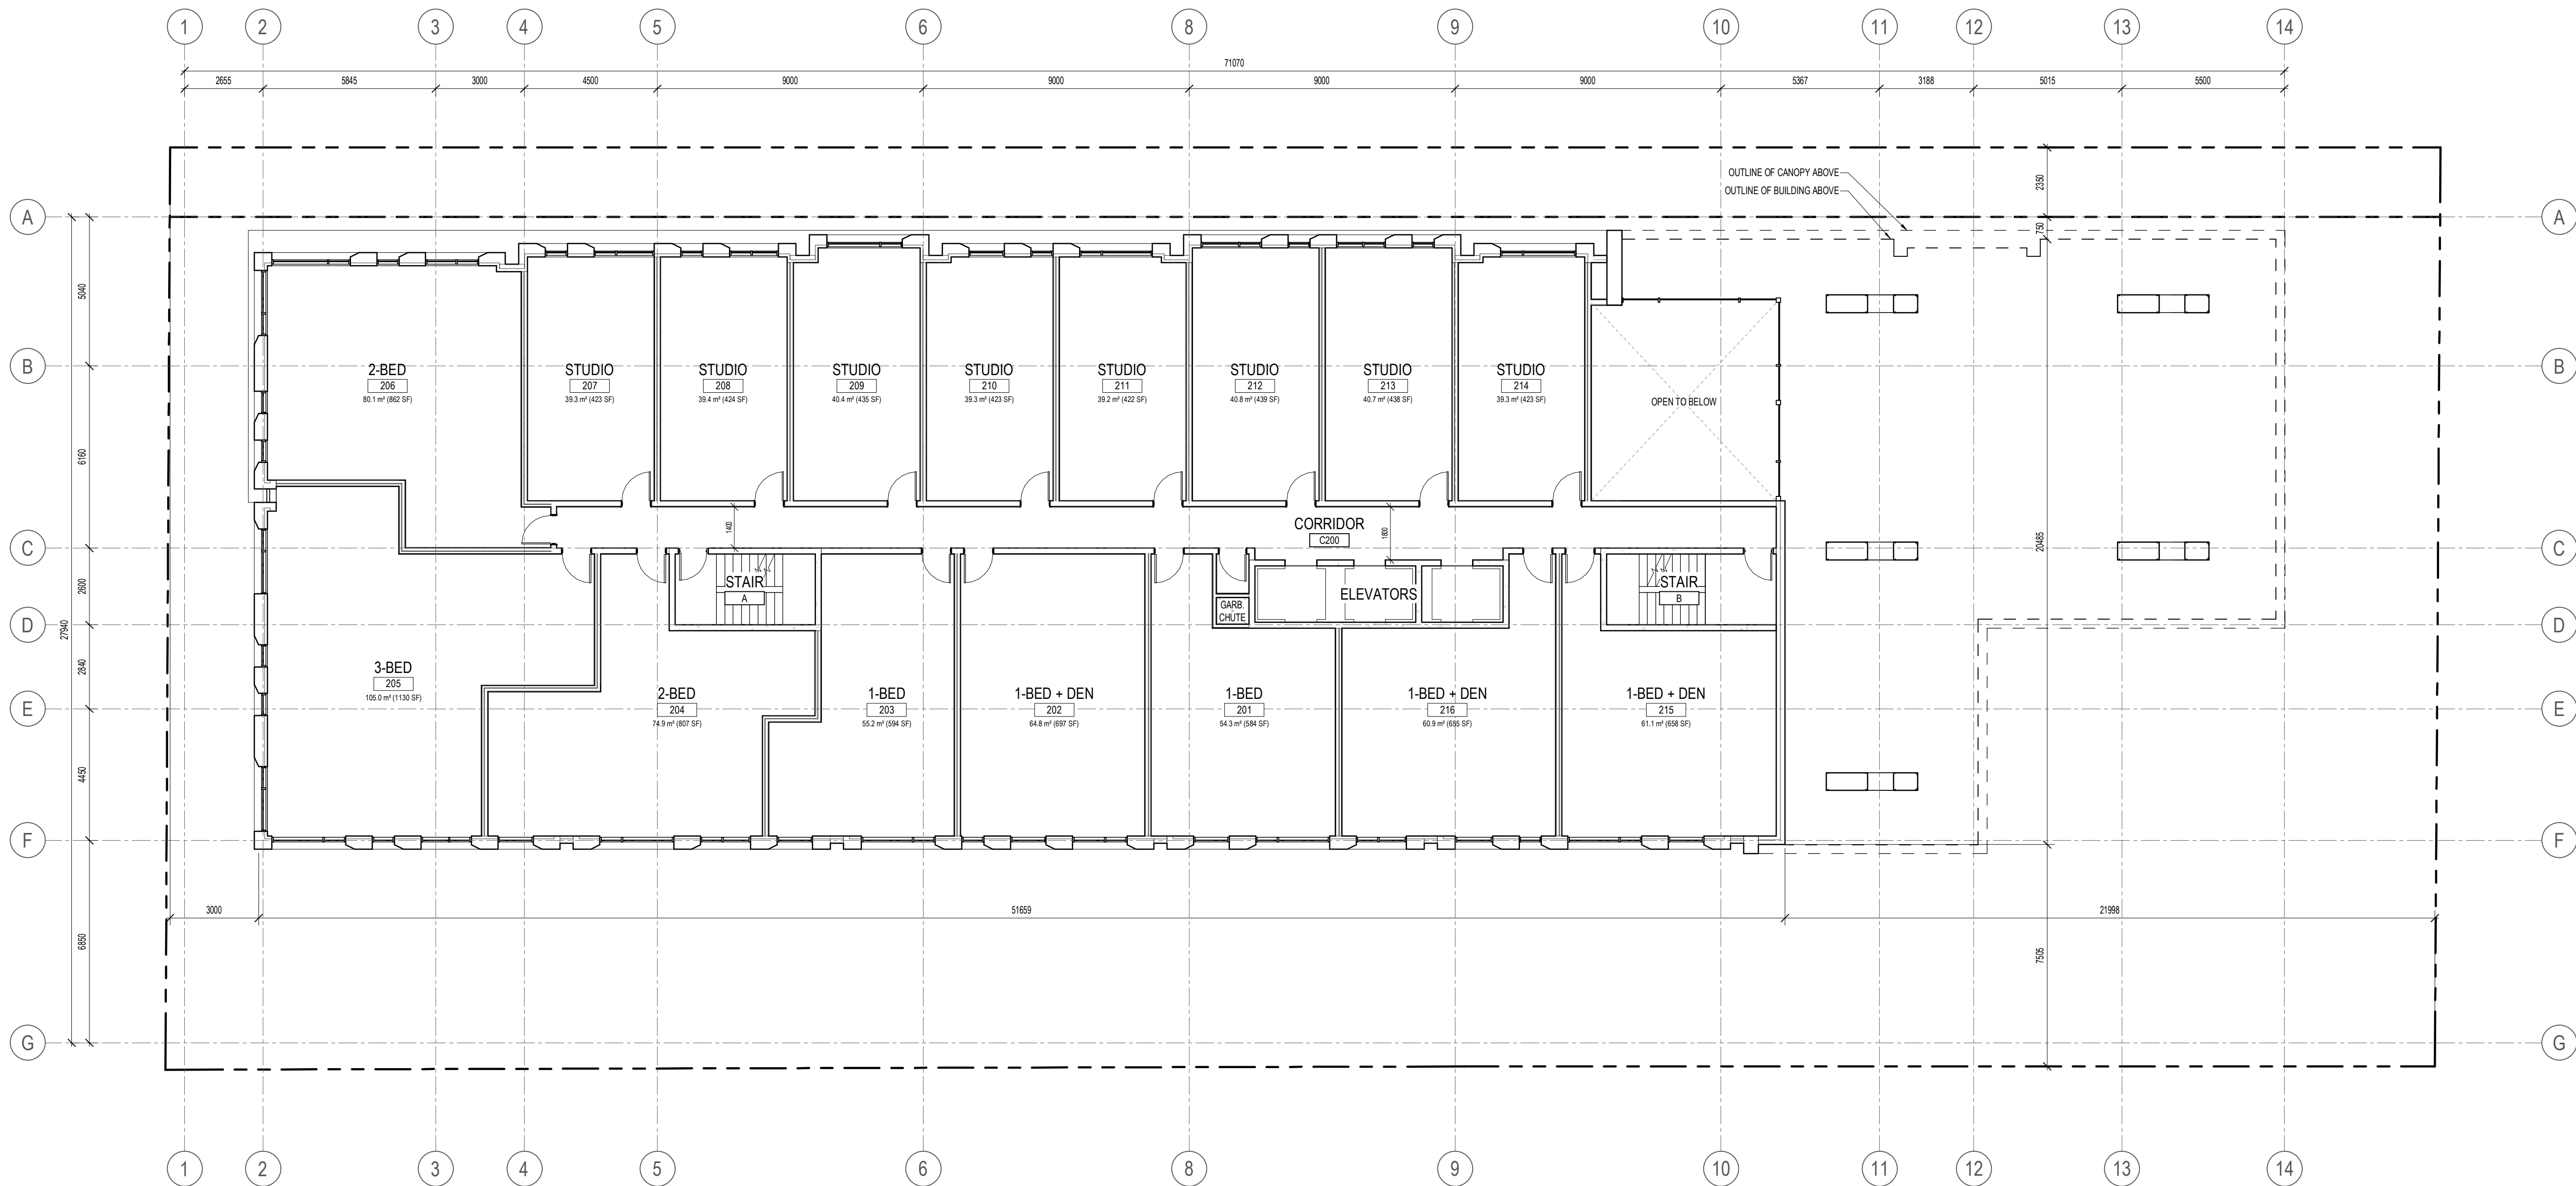 1 2 3 4 5 6 8 9 10 11 12 13 14
71070
2655 5845 3000 4500 9000 9000 9000 9000 5367 3188 5015 5500
OUTLINE OF CANOPY ABOVE
OUTLINE OF BUILDING ABOVE
2350
750
A A
5040
B B
2-BED
206
80.1 m² (862 SF)
STUDIO
207
39.3 m² (423 SF)
STUDIO
208
39.4 m² (424 SF)
STUDIO
209
40.4 m² (435 SF)
STUDIO
210
39.3 m² (423 SF)
STUDIO
211
39.2 m² (422 SF)
STUDIO
212
40.8 m² (439 SF)
STUDIO
213
40.7 m² (438 SF)
STUDIO
214
39.3 m² (423 SF)
OPEN TO BELOW
6160
1400
CORRIDOR
C200
1800
20485
C C
2600
STAIR
A
GARB.
CHUTE
ELEVATORS
STAIR
B
D D
27940
2840
3-BED
205
105.0 m² (1130 SF)
2-BED
204
74.9 m² (807 SF)
1-BED
203
55.2 m² (594 SF)
1-BED + DEN
202
64.8 m² (697 SF)
1-BED
201
54.3 m² (584 SF)
1-BED + DEN
216
60.9 m² (655 SF)
1-BED + DEN
215
61.1 m² (658 SF)
E E
4450
F F
3000 51659 21998
6850
7505
G G
1 2 3 4 5 6 8 9 10 11 12 13 14